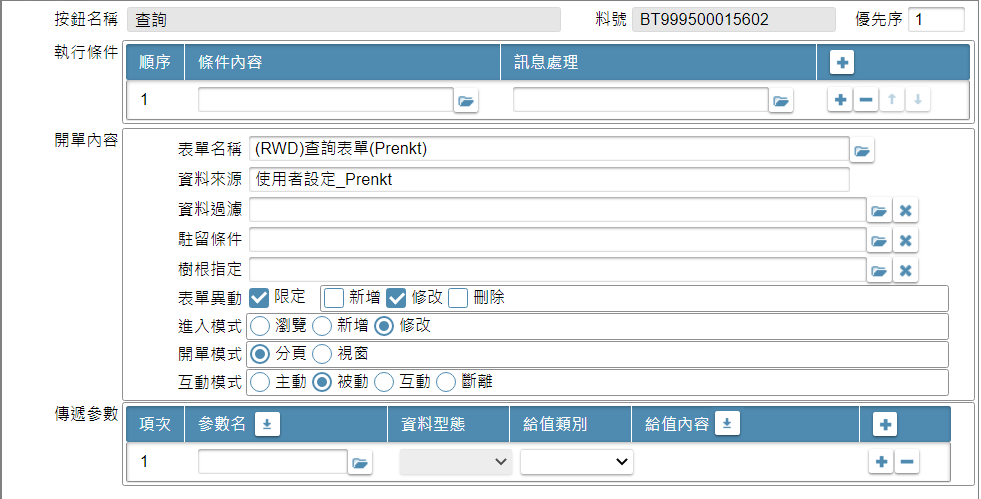 按鈕名稱 查詢 料號 BT999500015602 優先序 1
執行條件
順序 條件內容 訊息處理
1
開單內容
表單名稱 (RWD)查詢表單(Prenkt)
資料來源 使用者設定_Prenkt
資料過濾
駐留條件
樹根指定
表單異動 限定 新增 修改 刪除
進入模式 瀏覽 新增 修改
開單模式 分頁 視窗
互動模式 主動 被動 互動 斷離
傳遞參數
項次 參數名 資料型態 給值類別 給值內容
1